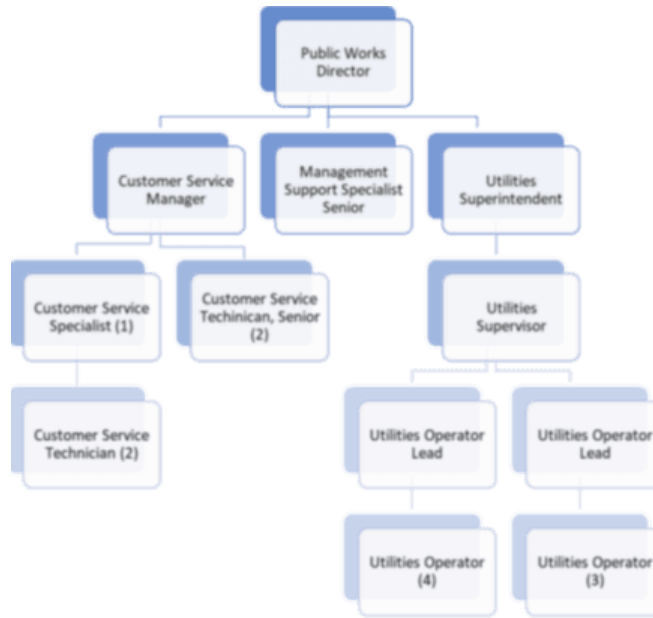 Public Works
Director
Customer Service
Manager
Management
Support Specialist
Senior
Utilities
Superintendent
Customer Service
Specialist (1)
Customer Service
Techinican, Senior
(2)
Utilities
Supervisor
Customer Service
Technician (2)
Utilities Operator
Lead
Utilities Operator
Lead
Utilities Operator
(4)
Utilities Operator
(3)